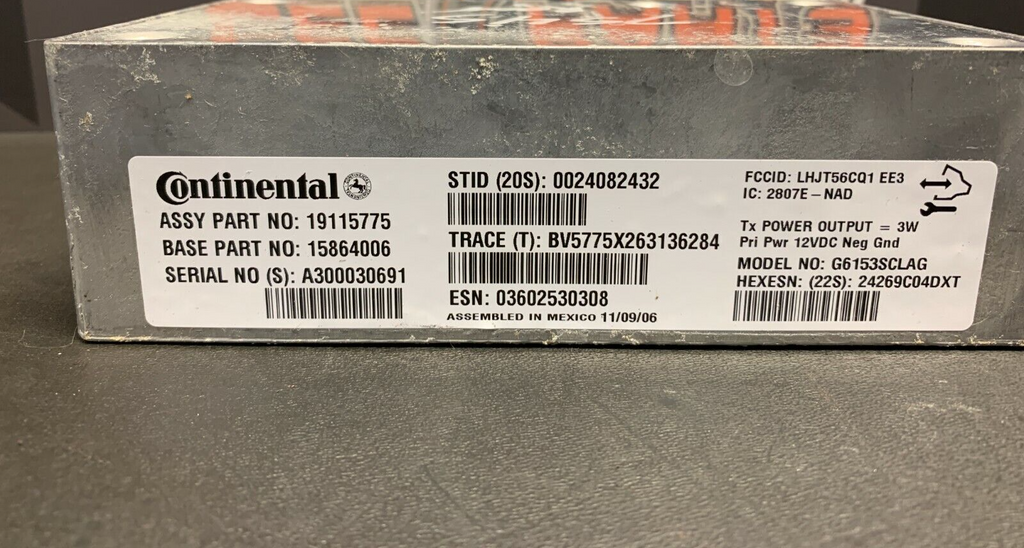 Continental
ASSY PART NO: 19115775
BASE PART NO: 15864006
SERIAL NO (S): A300030691
STID (20S): 0024082432
TRACE (T): BV5775X263136284
ESN: 03602530308
ASSEMBLED IN MEXICO 11/09/06
FCCID: LHJT56CQ1 EE3
IC: 2807E-NAD
Tx POWER OUTPUT = 3W
Pri Pwr 12VDC Neg Gnd
MODEL NO: G6153SCLAG
HEXESN: (22S): 24269C04DXT